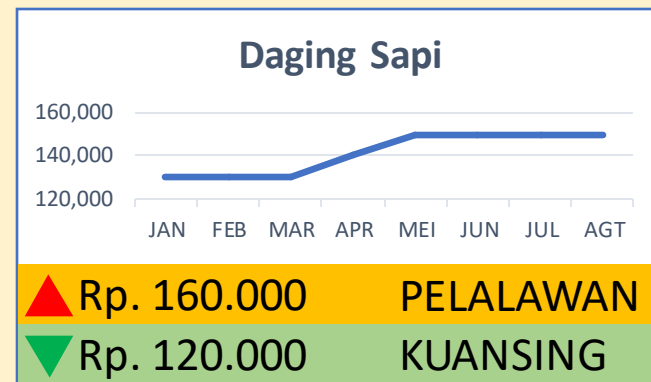 Daging Sapi
160,000
140,000
120,000
JAN FEB MAR APR MEI JUN JUL AGT
Rp. 160.000 PELALAWAN
Rp. 120.000 KUANSING